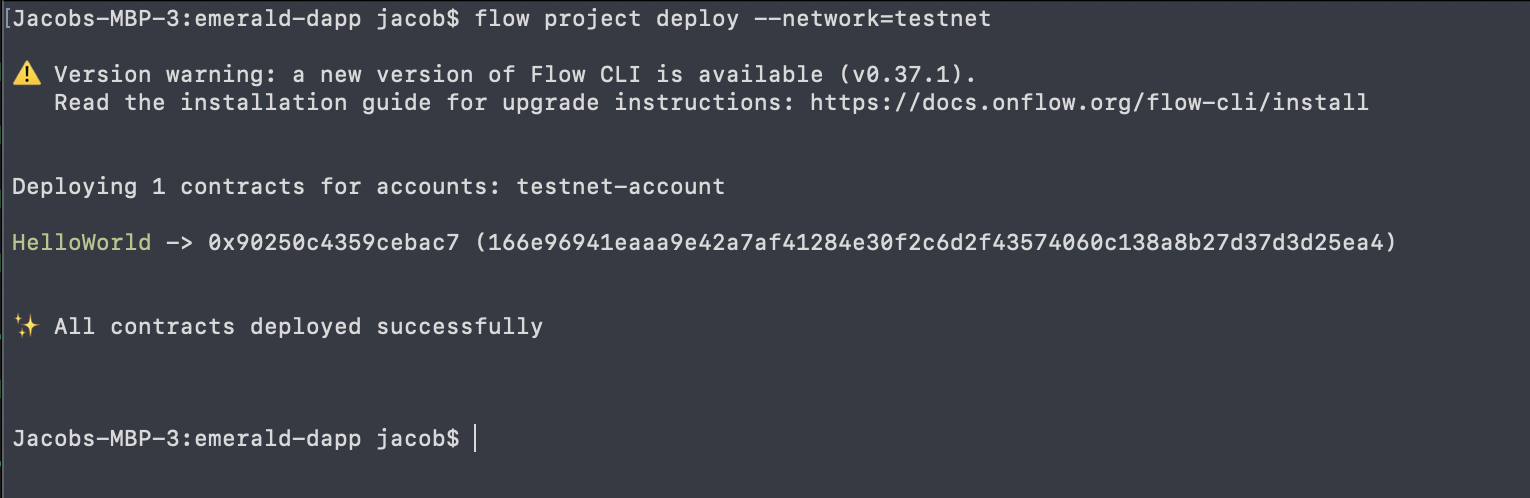 [Jacobs-MBP-3:emerald-dapp jacob$ flow project deploy --network=testnet
⚠️ Version warning: a new version of Flow CLI is available (v0.37.1).
Read the installation guide for upgrade instructions: https://docs.onflow.org/flow-cli/install
Deploying 1 contracts for accounts: testnet-account
HelloWorld -> 0x90250c4359cebac7 (166e96941eaaa9e42a7af41284e30f2c6d2f43574060c138a8b27d37d3d25ea4)
✨ All contracts deployed successfully
Jacobs-MBP-3:emerald-dapp jacob$